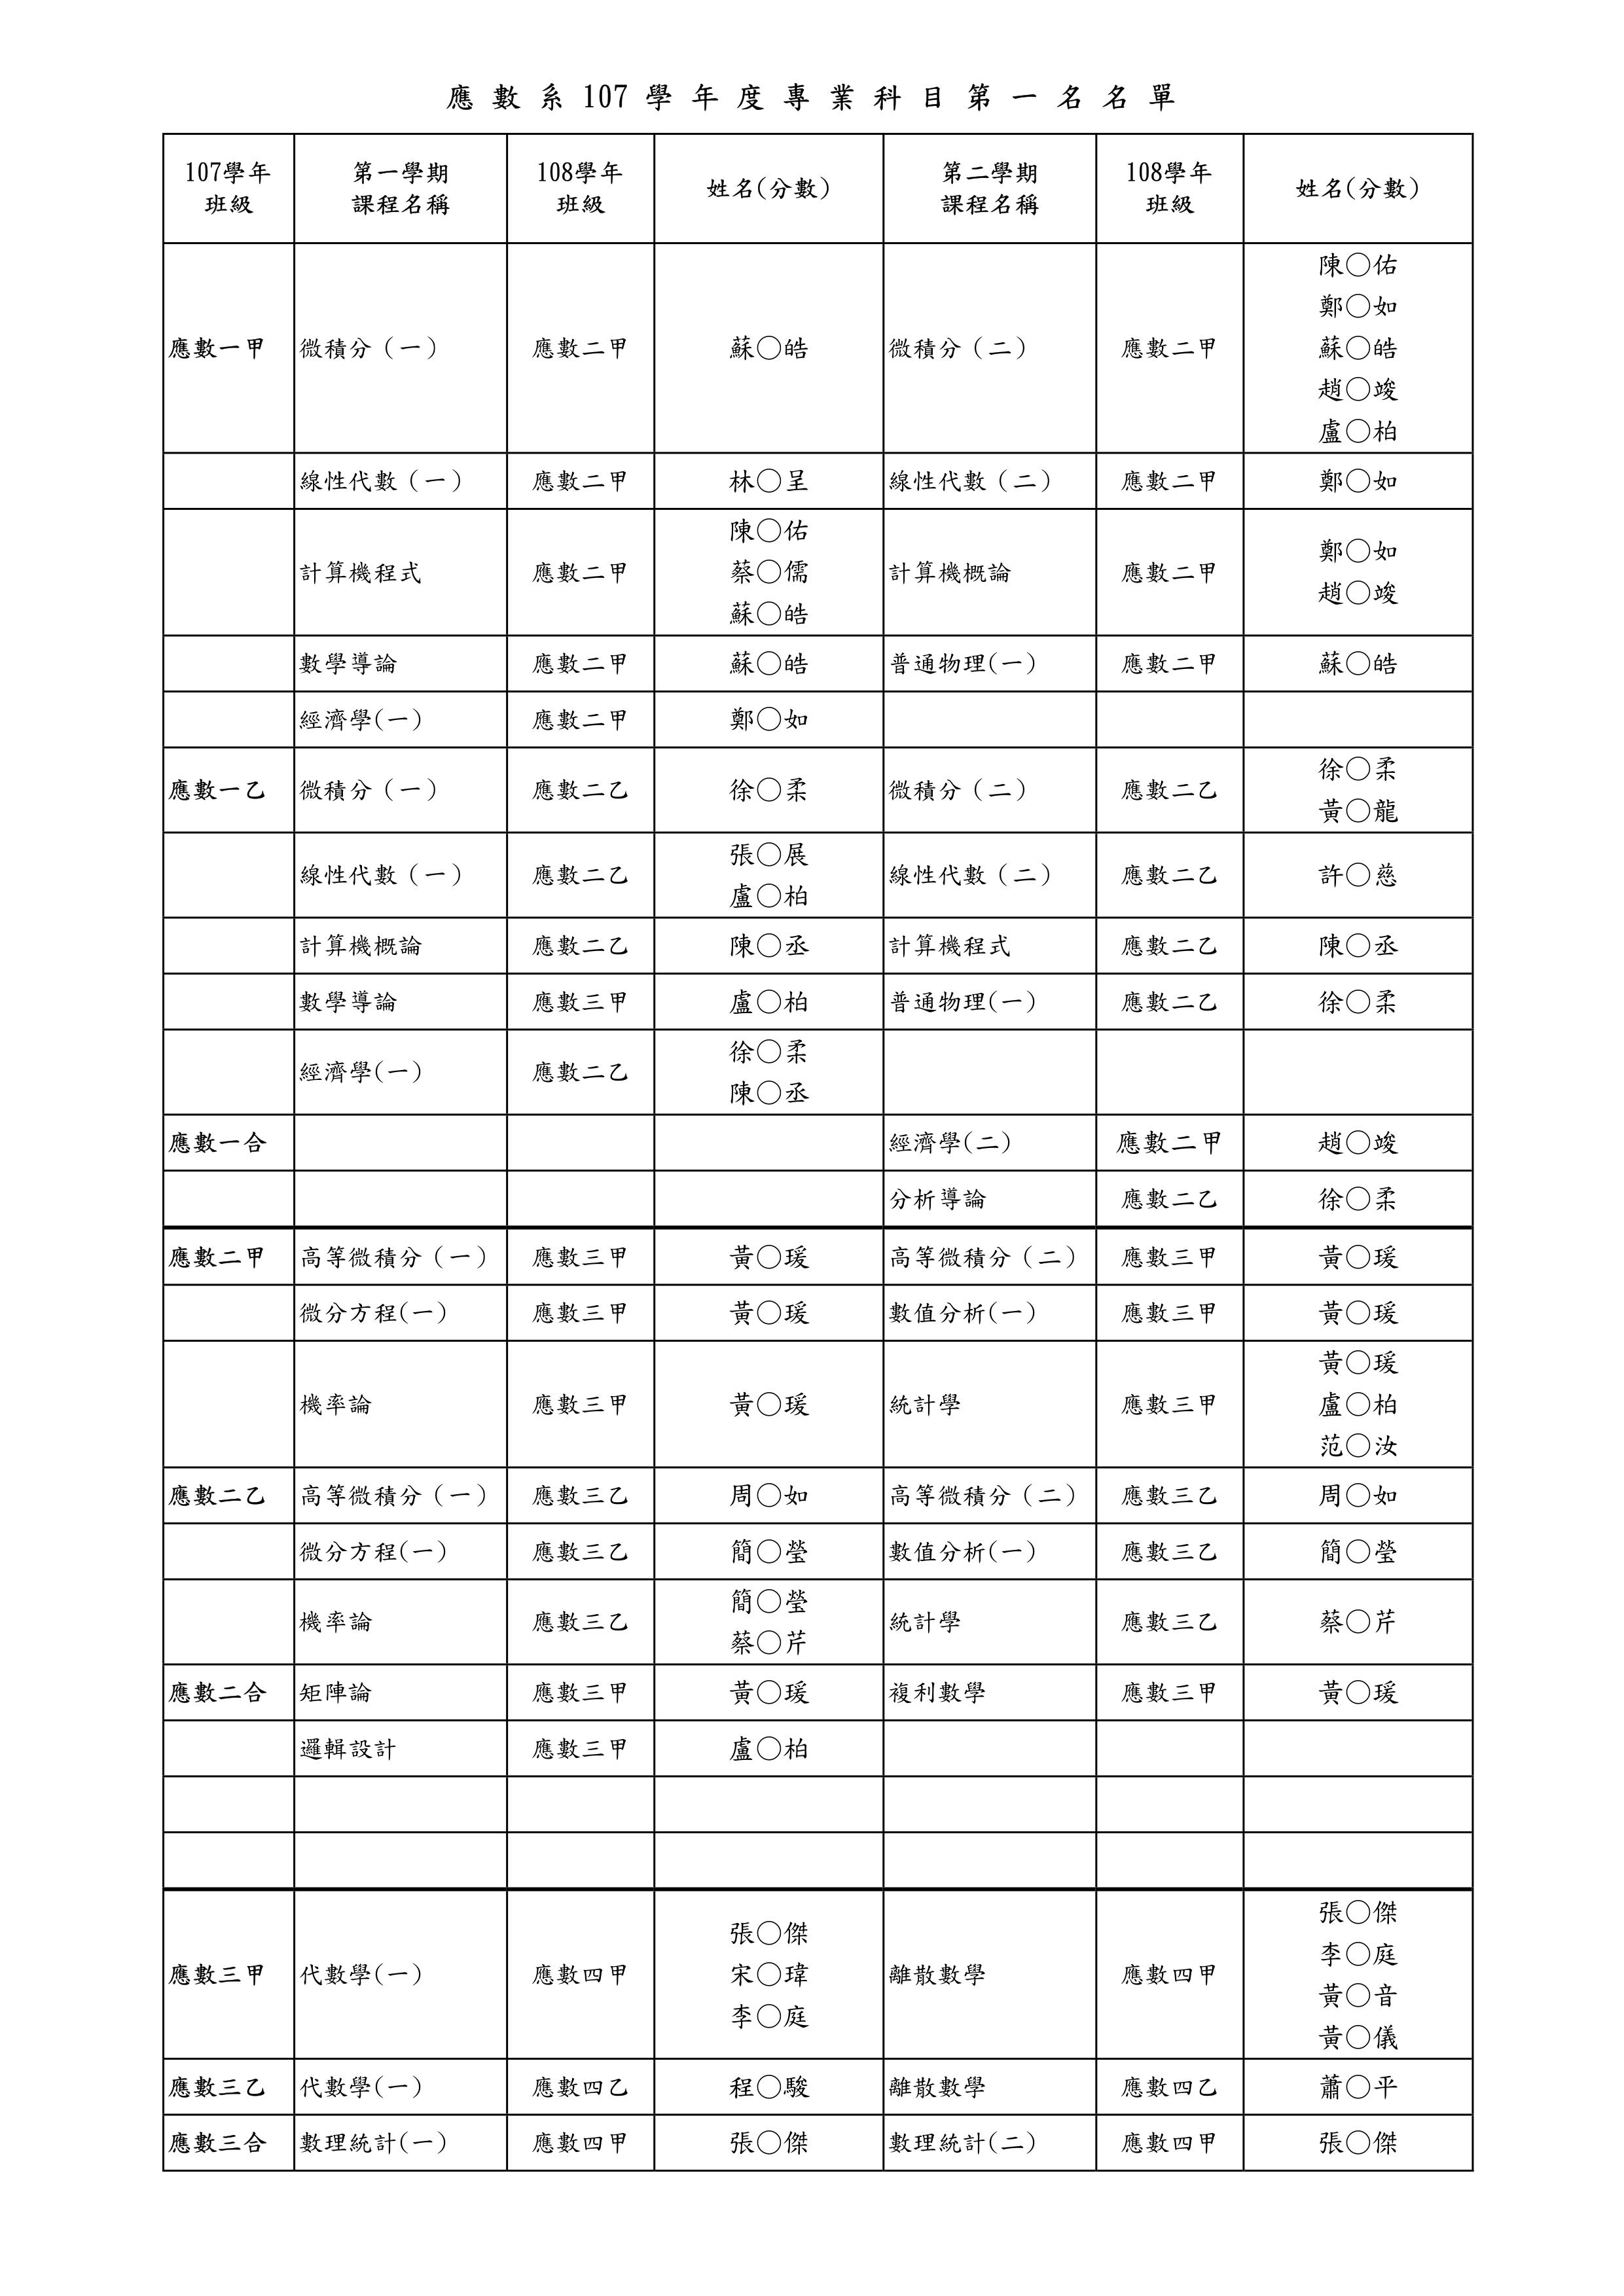 應數系107學年度專業科目第一名名單
107學年班級 第一學期課程名稱 108學年班級 姓名(分數) 第二學期課程名稱 108學年班級 姓名(分數)
應數一甲 微積分（一） 應數二甲 蘇○皓 微積分（二） 應數二甲 陳○佑 鄭○如 蘇○皓 趙○竣 盧○柏
線性代數（一） 應數二甲 林○呈 線性代數（二） 應數二甲 鄭○如
計算機程式 應數二甲 陳○佑 蔡○儒 蘇○皓 計算機概論 應數二甲 鄭○如 趙○竣
數學導論 應數二甲 蘇○皓 普通物理(一) 應數二甲 蘇○皓
經濟學(一) 應數二甲 鄭○如
應數一乙 微積分（一） 應數二乙 徐○柔 微積分（二） 應數二乙 徐○柔 黃○龍
線性代數（一） 應數二乙 張○展 盧○柏 線性代數（二） 應數二乙 許○慈
計算機概論 應數二乙 陳○丞 計算機程式 應數二乙 陳○丞
數學導論 應數三甲 盧○柏 普通物理(一) 應數二乙 徐○柔
經濟學(一) 應數二乙 徐○柔 陳○丞
應數一合 經濟學(二) 應數二甲 趙○竣
分析導論 應數二乙 徐○柔
應數二甲 高等微積分（一） 應數三甲 黃○瑗 高等微積分（二） 應數三甲 黃○瑗
微分方程(一) 應數三甲 黃○瑗 數值分析(一) 應數三甲 黃○瑗
機率論 應數三甲 黃○瑗 統計學 應數三甲 黃○瑗 盧○柏 范○汝
應數二乙 高等微積分（一） 應數三乙 周○如 高等微積分（二） 應數三乙 周○如
微分方程(一) 應數三乙 簡○瑩 數值分析(一) 應數三乙 簡○瑩
機率論 應數三乙 簡○瑩 蔡○芹 統計學 應數三乙 蔡○芹
應數二合 矩陣論 應數三甲 黃○瑗 複利數學 應數三甲 黃○瑗
邏輯設計 應數三甲 盧○柏
應數三甲 代數學(一) 應數四甲 張○傑 宋○瑋 李○庭 離散數學 應數四甲 張○傑 李○庭 黃○音 黃○儀
應數三乙 代數學(一) 應數四乙 程○駿 離散數學 應數四乙 蕭○平
應數三合 數理統計(一) 應數四甲 張○傑 數理統計(二) 應數四甲 張○傑